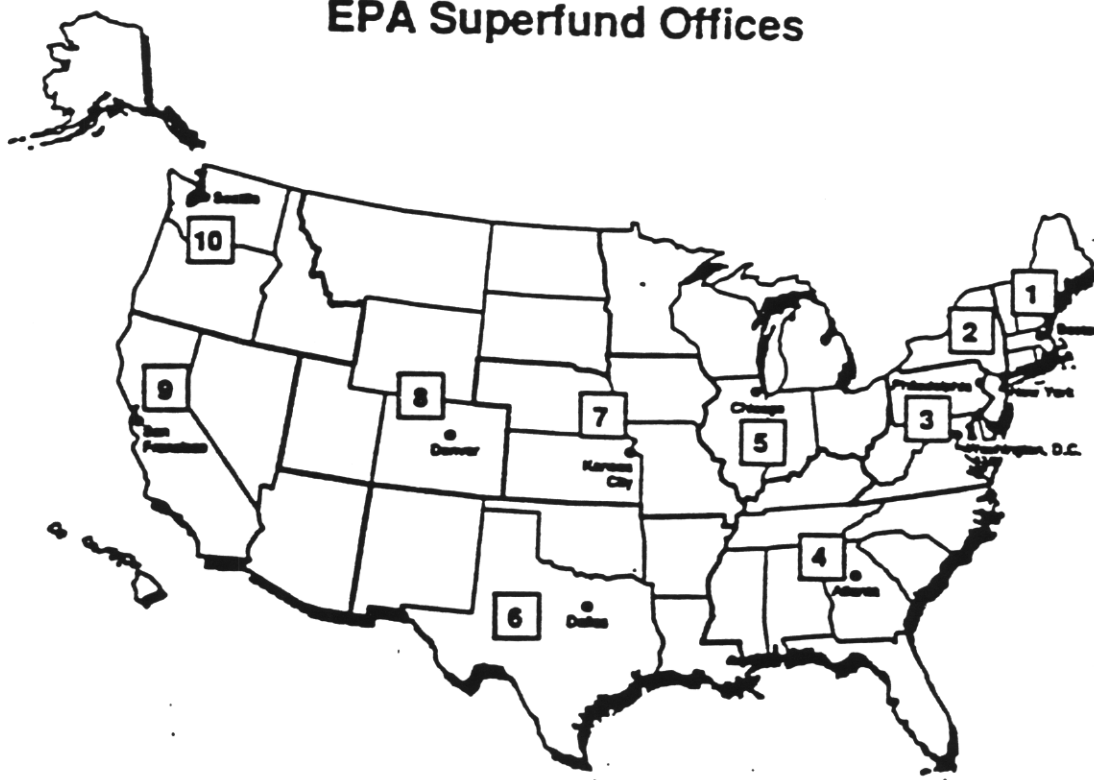 EPA Superfund Offices
Seattle
10
1
2
Boston
9
8
7
Philadelphia
New York
Chicago
3
San
Francisco
Denver
5
Washington, D.C.
Kansas
City
4
Atlanta
6
Dallas